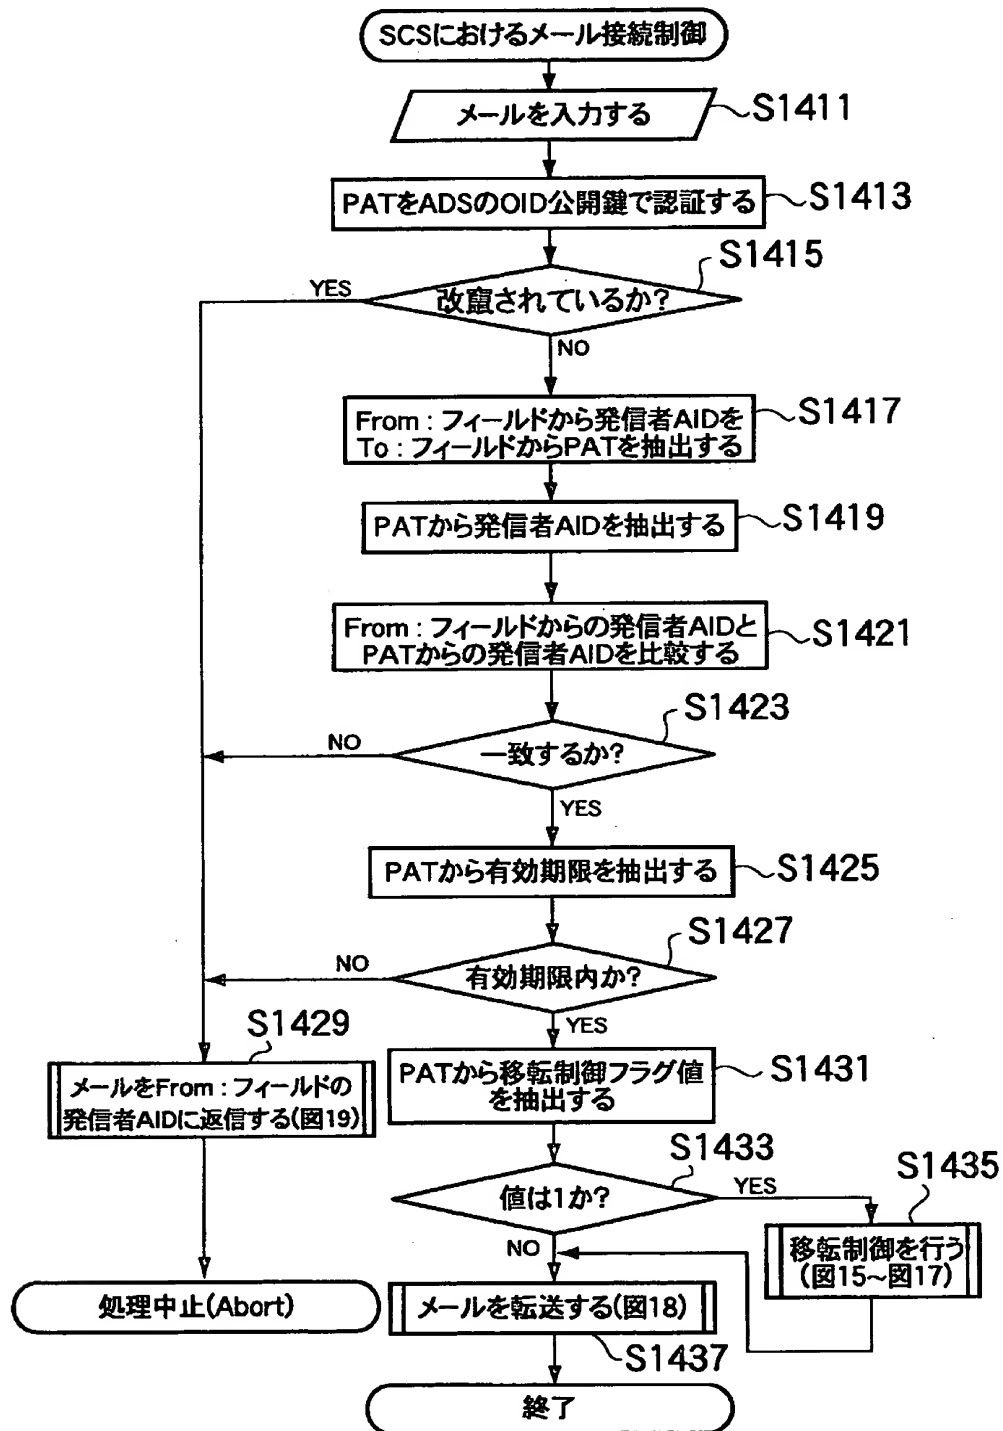 SCSにおけるメール接続制御
メールを入力する
S1411
PATをADSのOID公開鍵で認証する
S1413
S1415
YES
改竄されているか?
NO
From : フィールドから発信者AIDを
To : フィールドからPATを抽出する
S1417
PATから発信者AIDを抽出する
S1419
From : フィールドからの発信者AIDと
PATからの発信者AIDを比較する
S1421
S1423
NO
一致するか?
YES
PATから有効期限を抽出する
S1425
S1427
NO
有効期限内か?
YES
S1429
メールをFrom : フィールドの
発信者AIDに返信する(図19)
PATから移転制御フラグ値
を抽出する
S1431
S1433
値は1か?
YES
S1435
NO
移転制御を行う
(図15~図17)
処理中止(Abort)
メールを転送する(図18)
S1437
終了